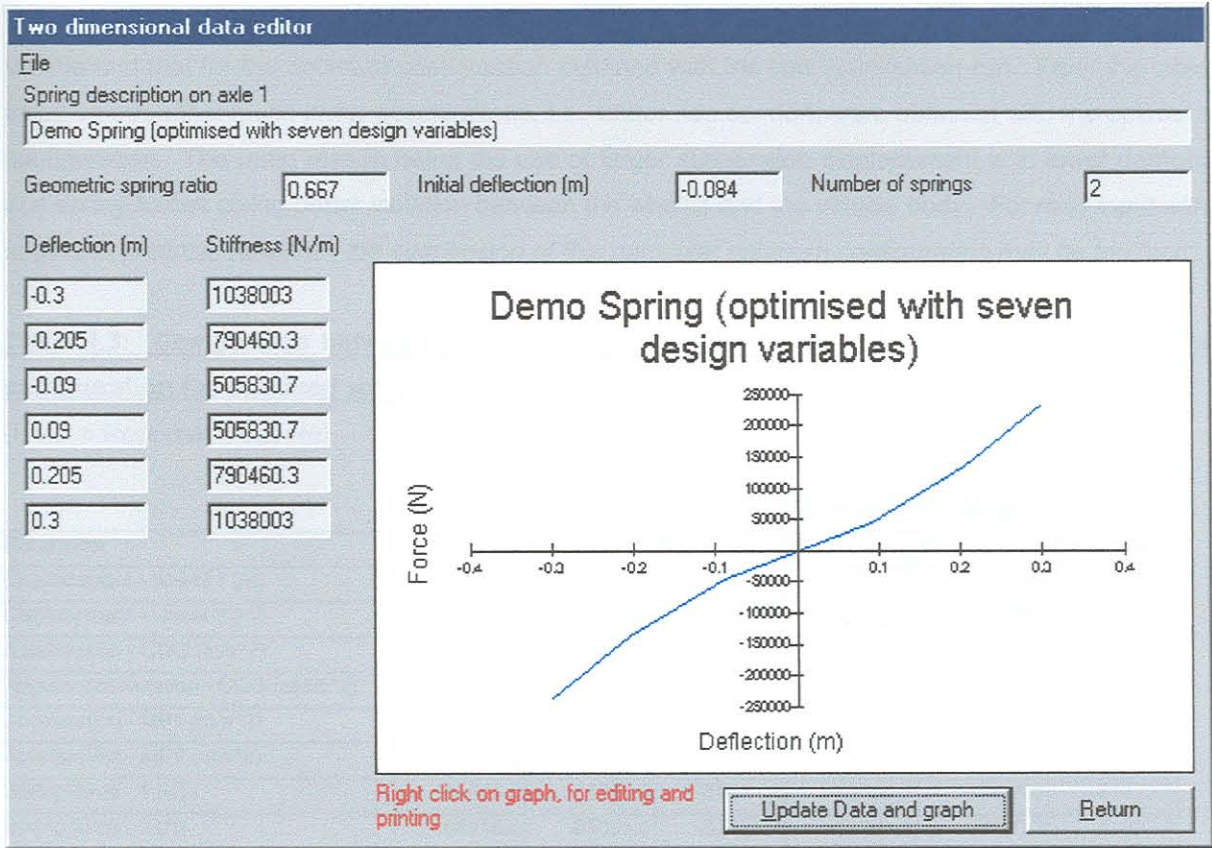 Two dimensional data editor
File
Spring description on axle 1
Demo Spring (optimised with seven design variables)
Geometric spring ratio 0.667 Initial deflection (m) -0.084 Number of springs 2
Deflection (m) Stiffness (N/m)
-0.3 1038003
-0.205 790460.3
-0.09 505830.7
0.09 505830.7
0.205 790460.3
0.3 1038003
Demo Spring (optimised with seven
design variables)
250000
200000
150000
100000
50000
Force (N)
-0.4 -0.3 -0.2 -0.1 0.1 0.2 0.3 0.4
-50000
-100000
-150000
-200000
-250000
Deflection (m)
Right click on graph, for editing and
printing
Update Data and graph Return